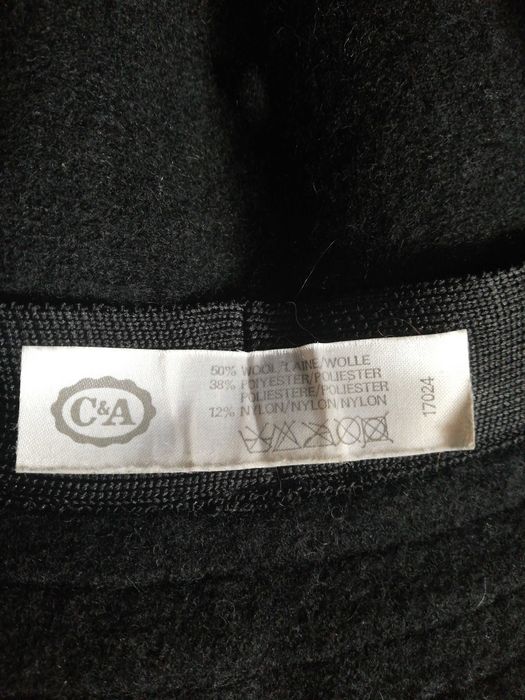 C&A
50% WOOL/LAINE/WOLLE
38% POLYESTER/POLIESTER
POLIESTERE/POLIESTER
12% NYLON/NYLON/NYLON
17024